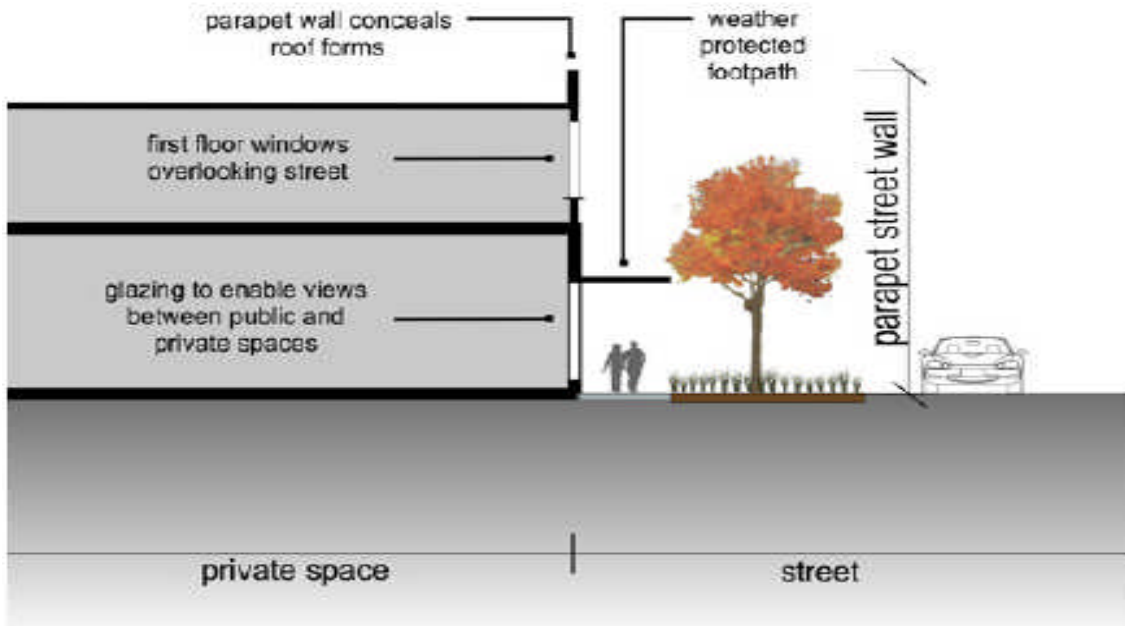 parapet wall conceals
roof forms
weather
protected
footpath
first floor windows
overlocking street
glazing to enable views
between public and
private spaces
parapet street wall
private space
street